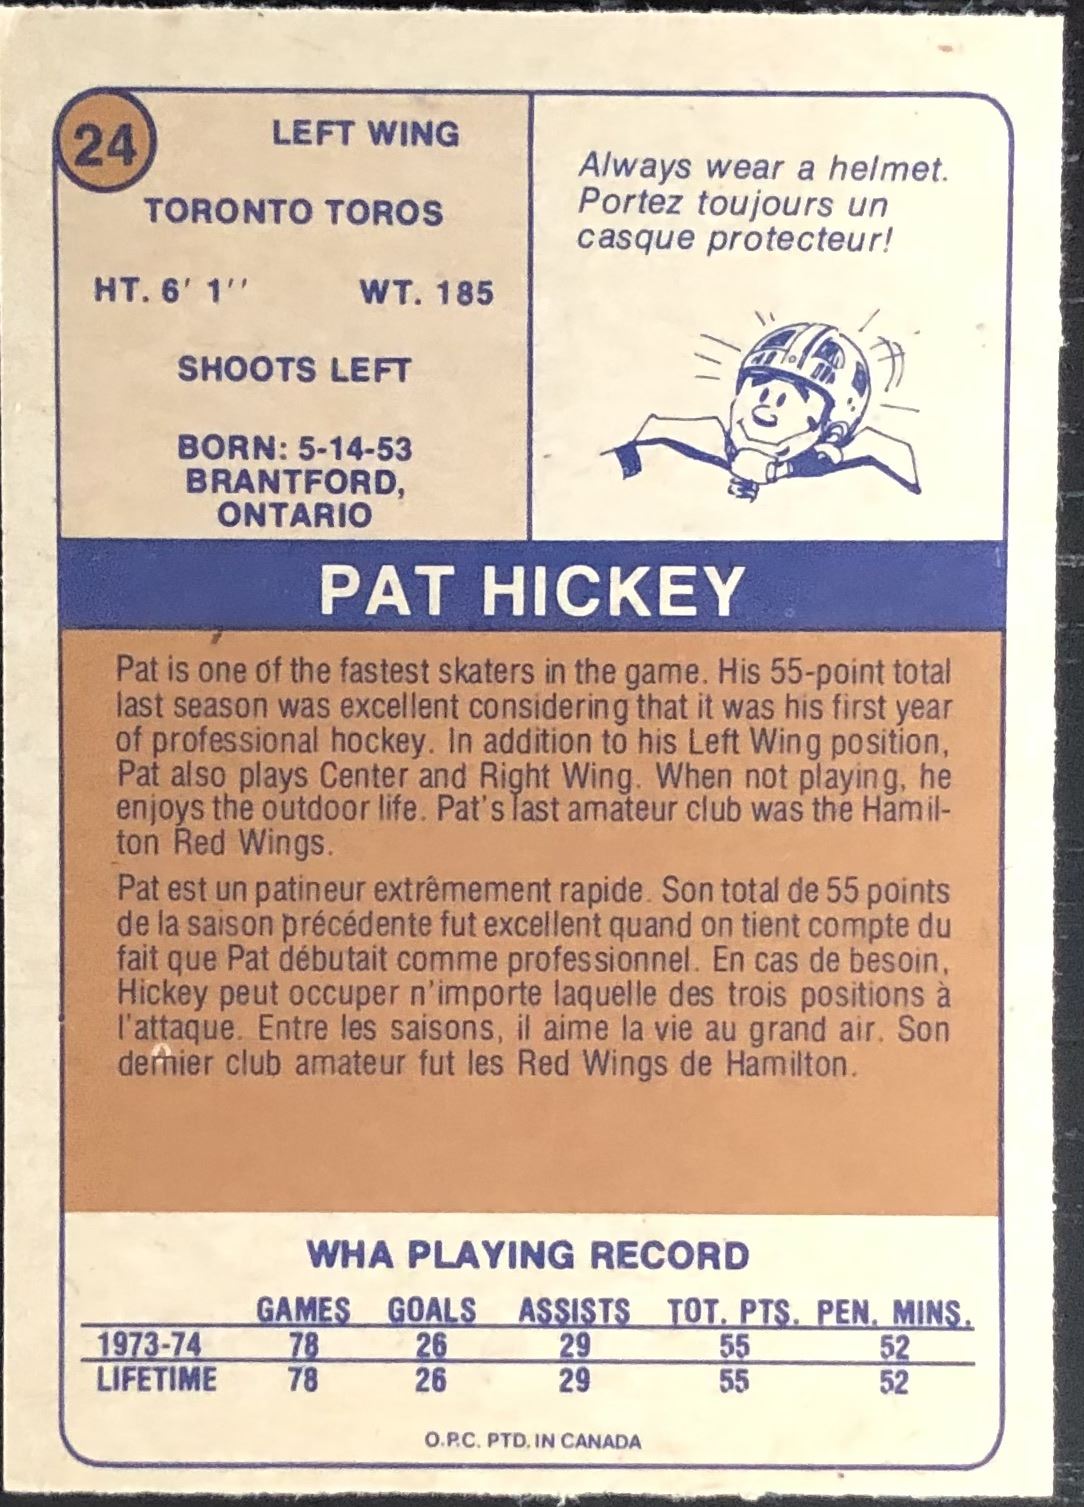 24
LEFT WING
TORONTO TOROS
HT. 6' 1'' WT. 185
SHOOTS LEFT
BORN: 5-14-53
BRANTFORD,
ONTARIO
Always wear a helmet.
Portez toujours un
casque protecteur!
PAT HICKEY
Pat is one of the fastest skaters in the game. His 55-point total
last season was excellent considering that it was his first year
of professional hockey. In addition to his Left Wing position,
Pat also plays Center and Right Wing. When not playing, he
enjoys the outdoor life. Pat's last amateur club was the Hamil-
ton Red Wings.
Pat est un patineur extrêmement rapide. Son total de 55 points
de la saison précédente fut excellent quand on tient compte du
fait que Pat débutait comme professionnel. En cas de besoin,
Hickey peut occuper n'importe laquelle des trois positions à
l'attaque. Entre les saisons, il aime la vie au grand air. Son
dernier club amateur fut les Red Wings de Hamilton.
WHA PLAYING RECORD
GAMES GOALS ASSISTS TOT. PTS. PEN. MINS.
1973-74 78 26 29 55 52
LIFETIME 78 26 29 55 52
O.P.C. PTD. IN CANADA